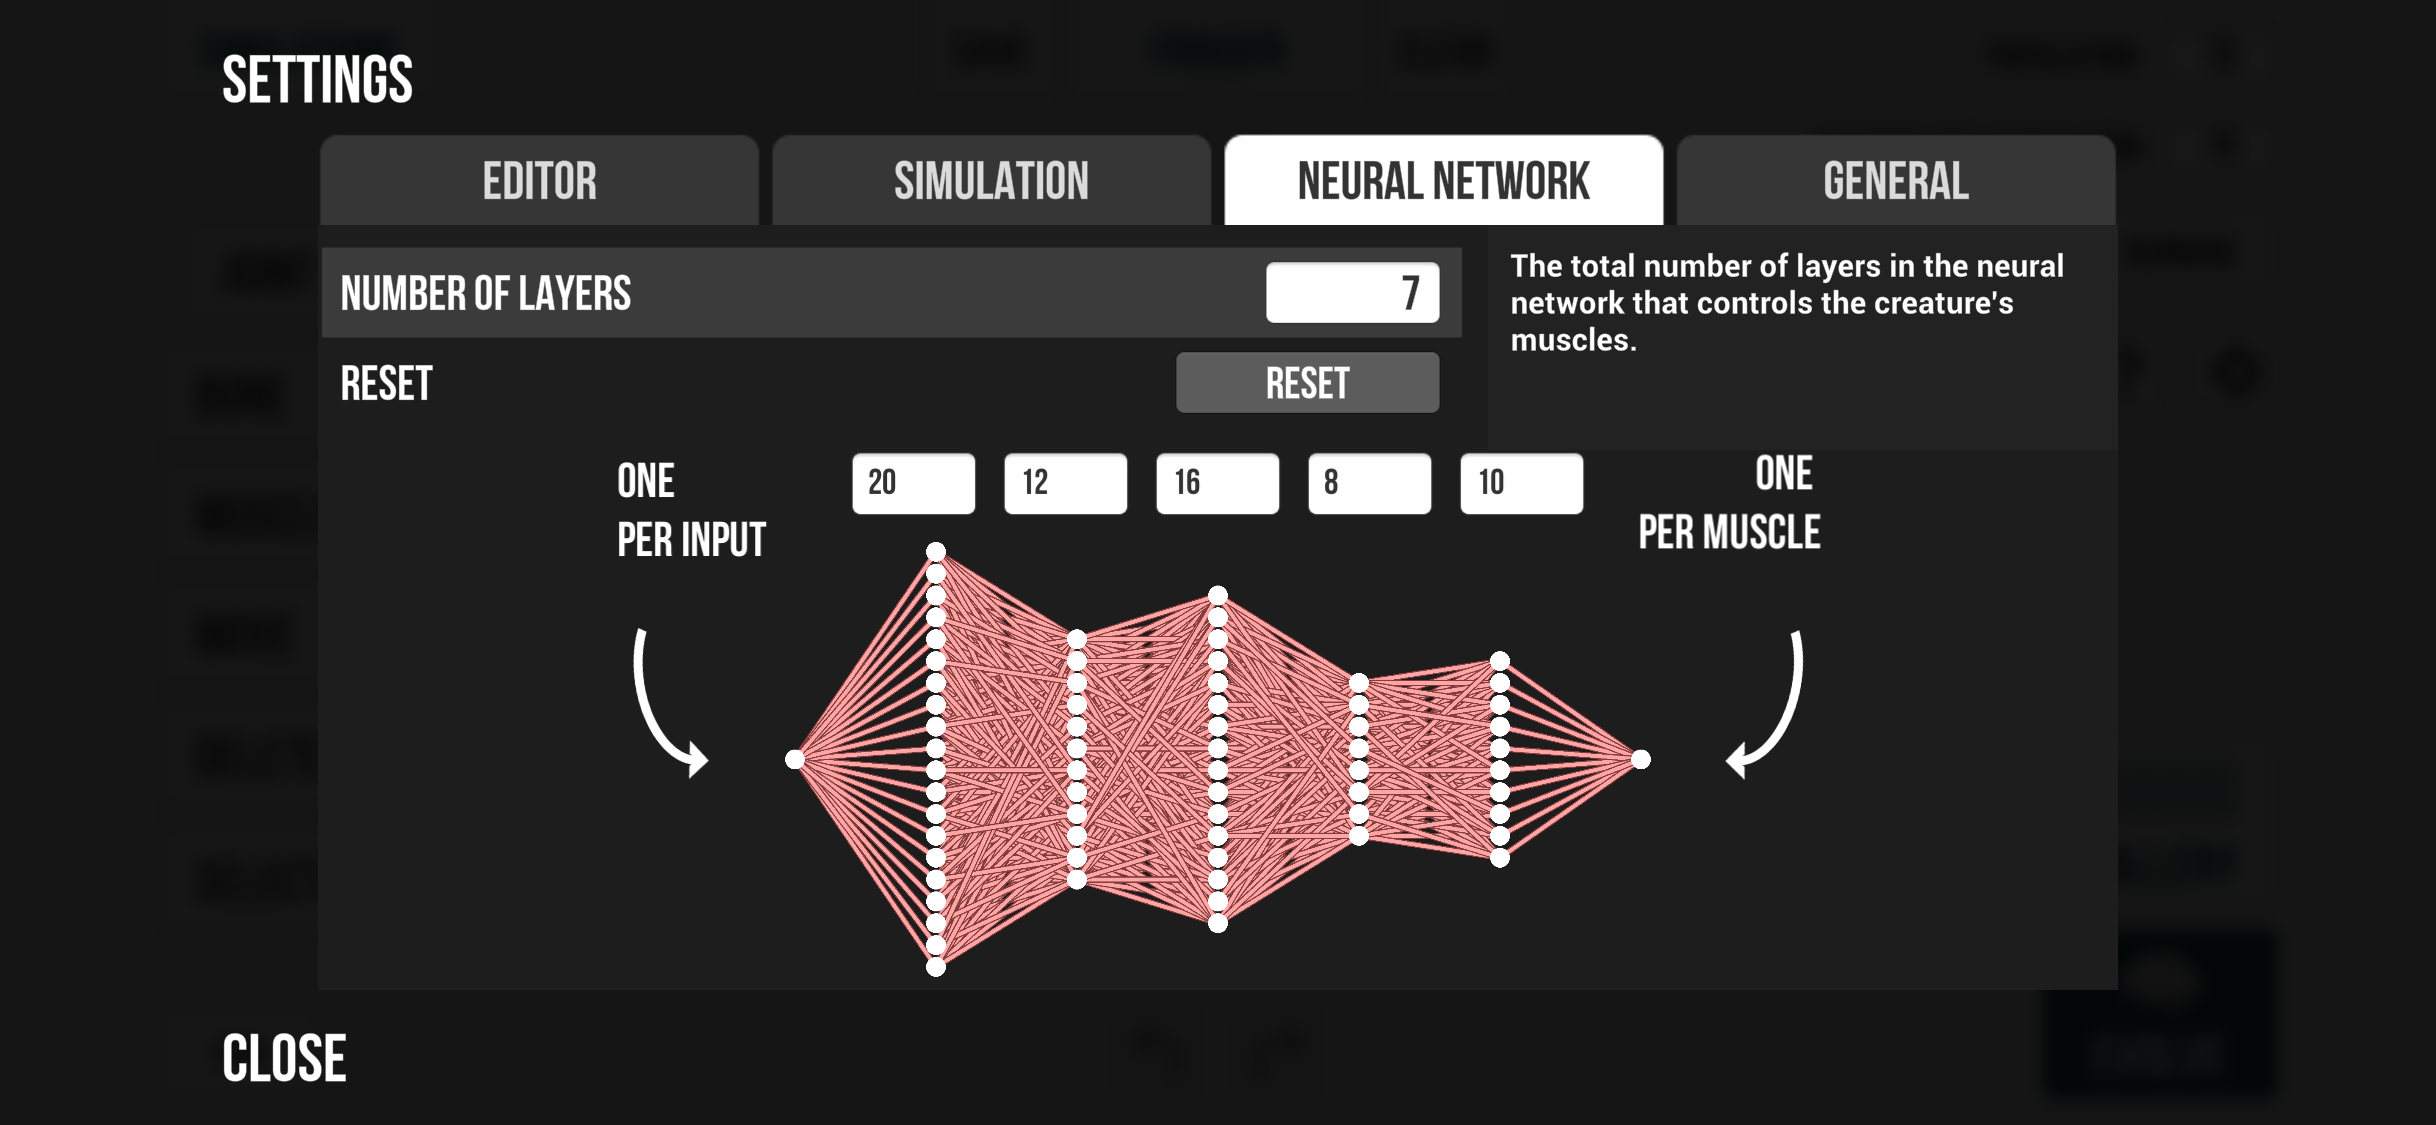 SETTINGS
EDITOR
SIMULATION
NEURAL NETWORK
GENERAL
NUMBER OF LAYERS
7
The total number of layers in the neural
network that controls the creature's
muscles.
RESET
RESET
ONE
PER INPUT
20
12
16
8
10
ONE
PER MUSCLE
CLOSE